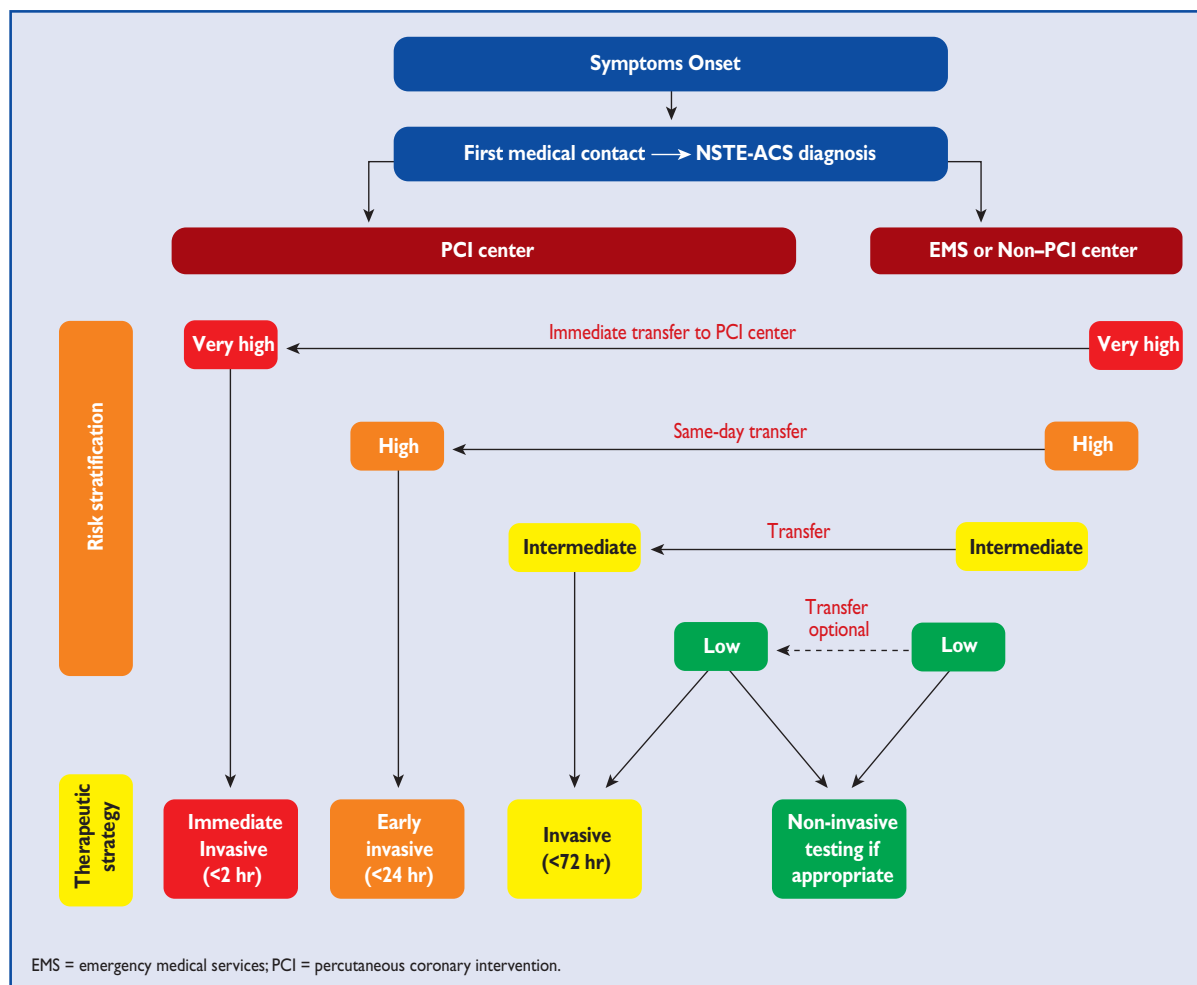 Symptoms Onset
First medical contact → NSTE-ACS diagnosis
PCI center
EMS or Non–PCI center
Risk stratification
Very high
Immediate transfer to PCI center
Very high
High
Same-day transfer
High
Intermediate
Transfer
Intermediate
Low
Transfer
optional
Low
Therapeutic
strategy
Immediate
Invasive
(<2 hr)
Early
invasive
(<24 hr)
Invasive
(<72 hr)
Non-invasive
testing if
appropriate
EMS = emergency medical services; PCI = percutaneous coronary intervention.